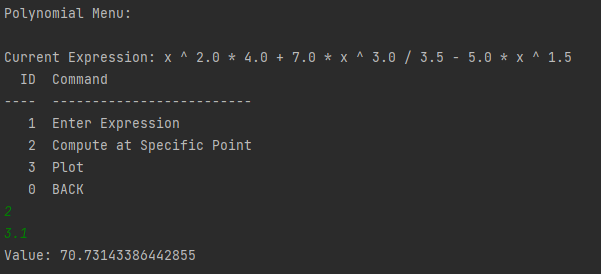 Polynomial Menu:
Current Expression: x ^ 2.0 * 4.0 + 7.0 * x ^ 3.0 / 3.5 - 5.0 * x ^ 1.5
ID  Command
----  -------------------------
1  Enter Expression
2  Compute at Specific Point
3  Plot
0  BACK
2
3.1
Value: 70.73143386442855